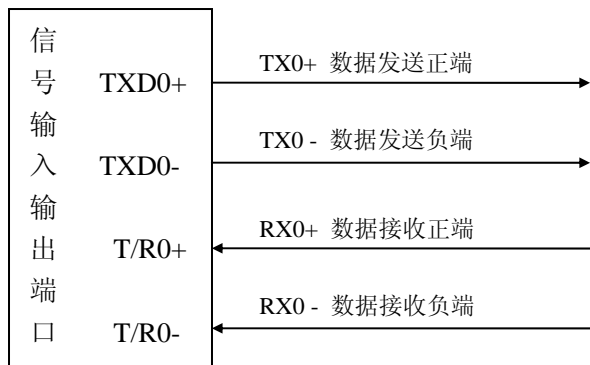 信号输入输出端口
TXD0+
TX0+ 数据发送正端
TXD0-
TX0 - 数据发送负端
T/R0+
RX0+ 数据接收正端
T/R0-
RX0 - 数据接收负端